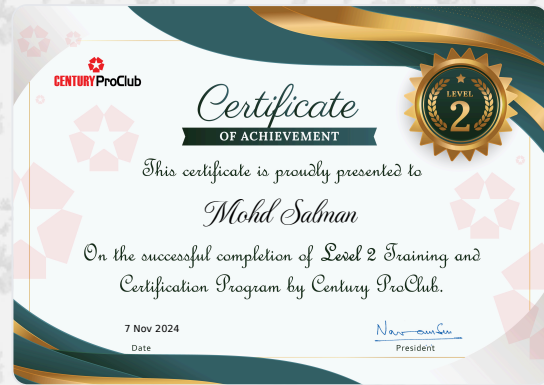 CENTURY ProClub
LEVEL
2
Certificate
OF ACHIEVEMENT
This certificate is proudly presented to
Mohd Salman
On the successful completion of Level 2 Training and
Certification Program by Century ProClub.
7 Nov 2024
Date
President